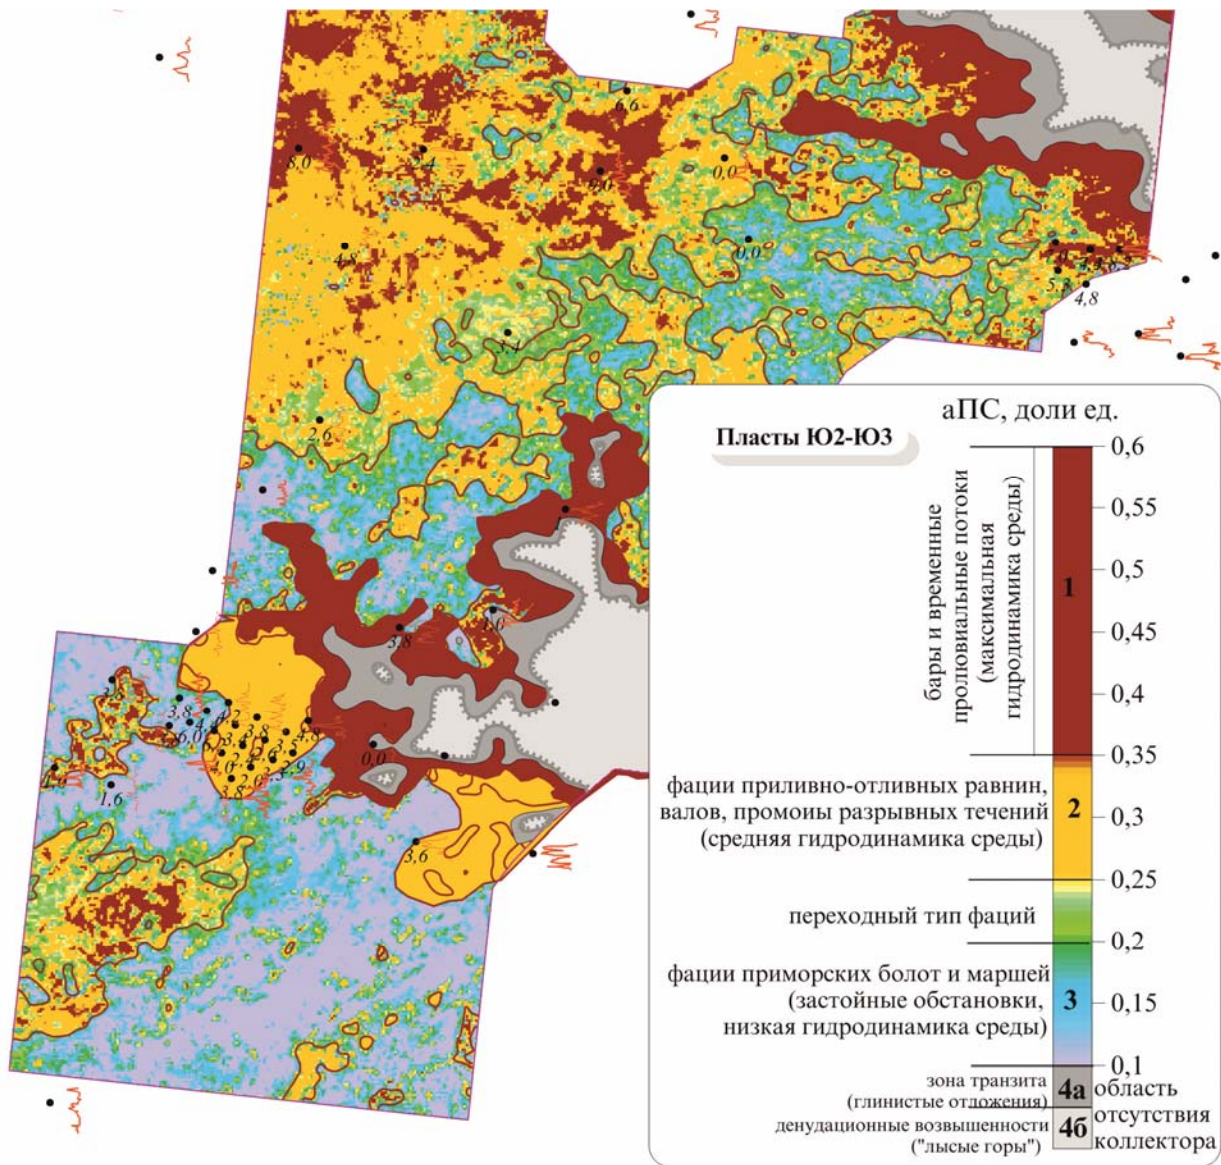 6,6
8,0
2,4
9,0
0,0
4,8
0,0
4,8
3,4
2,6
3,8
1,0
3,8
3,8
0,0
1,6
3,6
Пласты Ю2-Ю3
аПС, доли ед.
0,6
0,55
0,5
0,45
0,4
0,35
0,3
0,25
0,2
0,15
0,1
бары и временные
пролювиальные потоки
(максимальная
гидродинамика среды)
1
фации приливно-отливных равнин,
валов, промоиы разрывных течений
(средняя гидродинамика среды)
2
переходный тип фаций
фации приморских болот и маршей
(застойные обстановки,
низкая гидродинамика среды)
3
зона транзита
(глинистые отложения)
4а
денудационные возвышенности
("лысые горы")
4б
область
отсутствия
коллектора